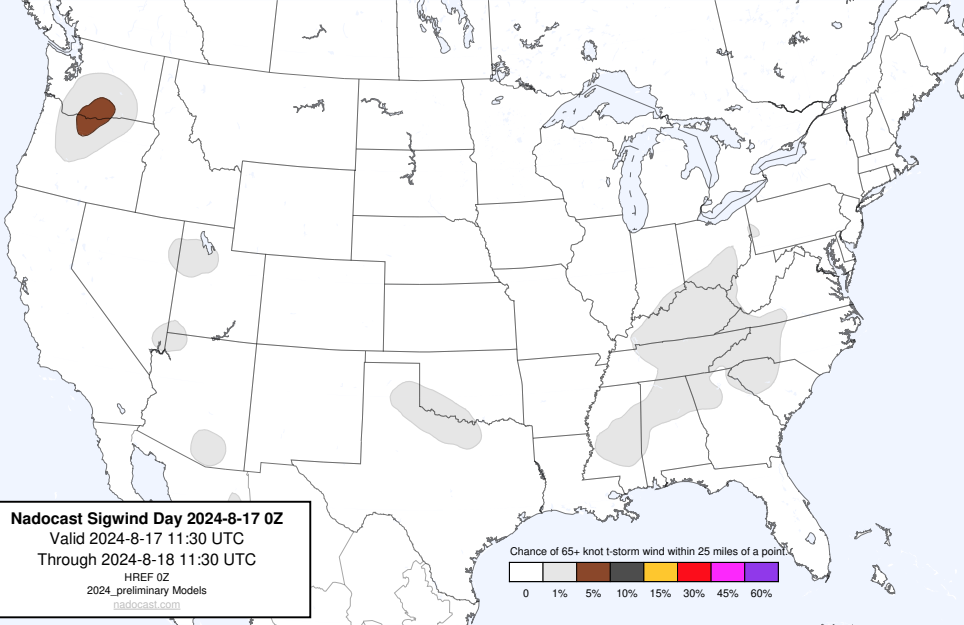 Nadocast Sigwind Day 2024-8-17 0Z
Valid 2024-8-17 11:30 UTC
Through 2024-8-18 11:30 UTC
HREF 0Z
2024_preliminary Models
nadocast.com
Chance of 65+ knot t-storm wind within 25 miles of a point.
0 1% 5% 10% 15% 30% 45% 60%